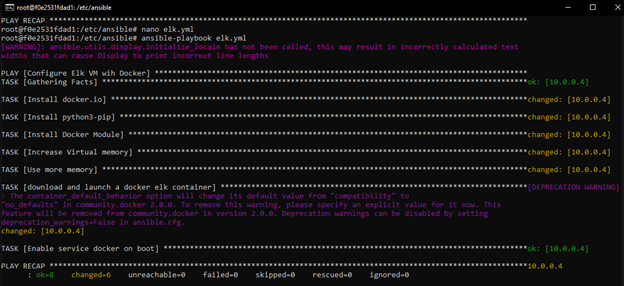 root@f0e2531fdad1: /etc/ansible
PLAY RECAP *********************************************************************************************************
root@f0e2531fdad1:/etc/ansible# nano elk.yml
root@f0e2531fdad1:/etc/ansible# ansible-playbook elk.yml
[WARNING]: ansible.utils.display.initialize_locale has not been called, this may result in incorrectly calculated text
widths that can cause Display to print incorrect line lengths
PLAY [Configure Elk VM wih Docker] *************************************************************************************
TASK [Gathering Facts] *************************************************************************************************ok: [10.0.0.4]
TASK [Install docker.io] ***********************************************************************************************changed: [10.0.0.4]
TASK [Install python3-pip] *********************************************************************************************changed: [10.0.0.4]
TASK [Install Docker Module] *******************************************************************************************changed: [10.0.0.4]
TASK [Increase Virtual memory] *****************************************************************************************changed: [10.0.0.4]
TASK [Use more memory] *************************************************************************************************changed: [10.0.0.4]
TASK [download and launch a docker elk container] **********************************************************************[DEPRECATION WARNING]
: The container_default_behavior option will change its default value from "compatibility" to
"no_defaults" in community.docker 2.0.0. To remove this warning, please specify an explicit value for it now. This
feature will be removed from community.docker in version 2.0.0. Deprecation warnings can be disabled by setting
deprecation_warnings=False in ansible.cfg.
changed: [10.0.0.4]
TASK [Enable service docker on boot] ***********************************************************************************ok: [10.0.0.4]
PLAY RECAP *************************************************************************************************************10.0.0.4
: ok=8 changed=6 unreachable=0 failed=0 skipped=0 rescued=0 ignored=0